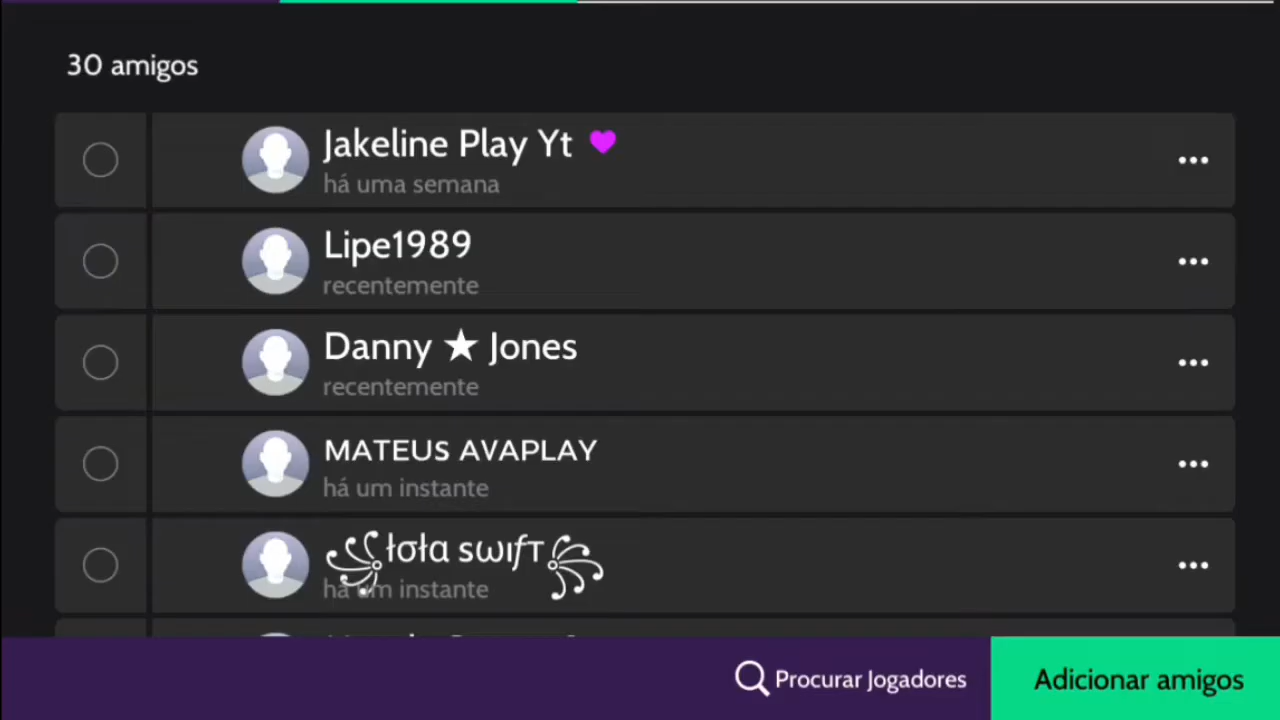 30 amigos
Jakeline Play Yt 💜
há uma semana
Lipe1989
recentemente
Danny ★ Jones
recentemente
MATEUs AVAPLAY
há um instante
꧁łσłα sωιfт꧂
há um instante
Procurar Jogadores
Adicionar amigos